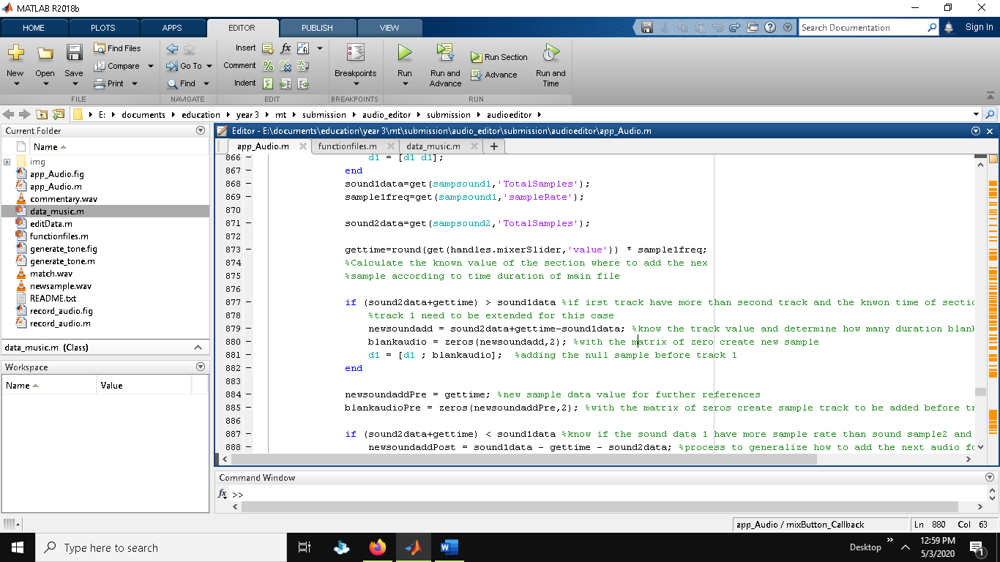 MATLAB R2018b
HOME PLOTS APPS EDITOR PUBLISH VIEW Search Documentation Sign In
Find Files Insert fx Run Section
New Open Save Compare Go To Comment Breakpoints Run Run and Advance Advance Run and Time
Print Find Indent
FILE NAVIGATE EDIT BREAKPOINTS RUN
E: documents education year 3 mt submission audio_editor submission audioeditor
Current Folder
Name
img
app_Audio.fig
app_Audio.m
commentary.wav
data_music.m
editData.m
functionfiles.m
generate_tone.fig
generate_tone.m
match.wav
newsample.wav
README.txt
record_audio.fig
record_audio.m
data_music.m (Class)
Workspace
Name Value
Editor - E:\documents\education\year 3\mt\submission\audio_editor\submission\audioeditor\app_Audio.m
app_Audio.m functionfiles.m data_music.m +
866 – d1 = [d1 d1];
867 – end
868 – sound1data=get(sampsound1,'TotalSamples');
869 – sample1freq=get(sampsound1,'sampleRate');
870
871 – sound2data=get(sampsound2,'TotalSamples');
872
873 – gettime=round(get(handles.mixerSlider,'value')) * sample1freq;
874 %Calculate the known value of the section where to add the nex
875 %sample according to time duration of main file
876
877 – if (sound2data+gettime) > sound1data %if irst track have more than second track and the knwon time of sectio
878 %track 1 need to be extended for this case
879 – newsoundadd = sound2data+gettime-sound1data; %know the track value and determine how many duration blank
880 – blankaudio = zeros(newsoundadd,2); %with the matrix of zero create new sample
881 – d1 = [d1 ; blankaudio]; %adding the null sample before track 1
882 – end
883
884 – newsoundaddPre = gettime; %new sample data value for further references
885 – blankaudioPre = zeros(newsoundaddPre,2); %with the matrix of zeros create sample track to be added before tr
886
887 – if (sound2data+gettime) < sound1data %know if the sound data 1 have more sample rate than sound sample2 and
888 – newsoundaddPost = sound1data - gettime - sound2data; %process to generalize how to add the next audio fo
Command Window
fx >>
app_Audio / mixButton_Callback Ln 880 Col 63
Type here to search Desktop 12:59 PM
5/3/2020
1